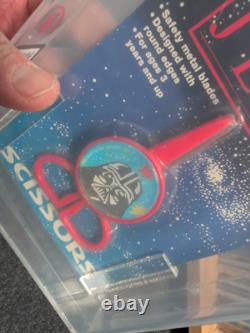 • Safety metal blades
• Designed with
round edges
• For ages 3
years and up
SCISSORS